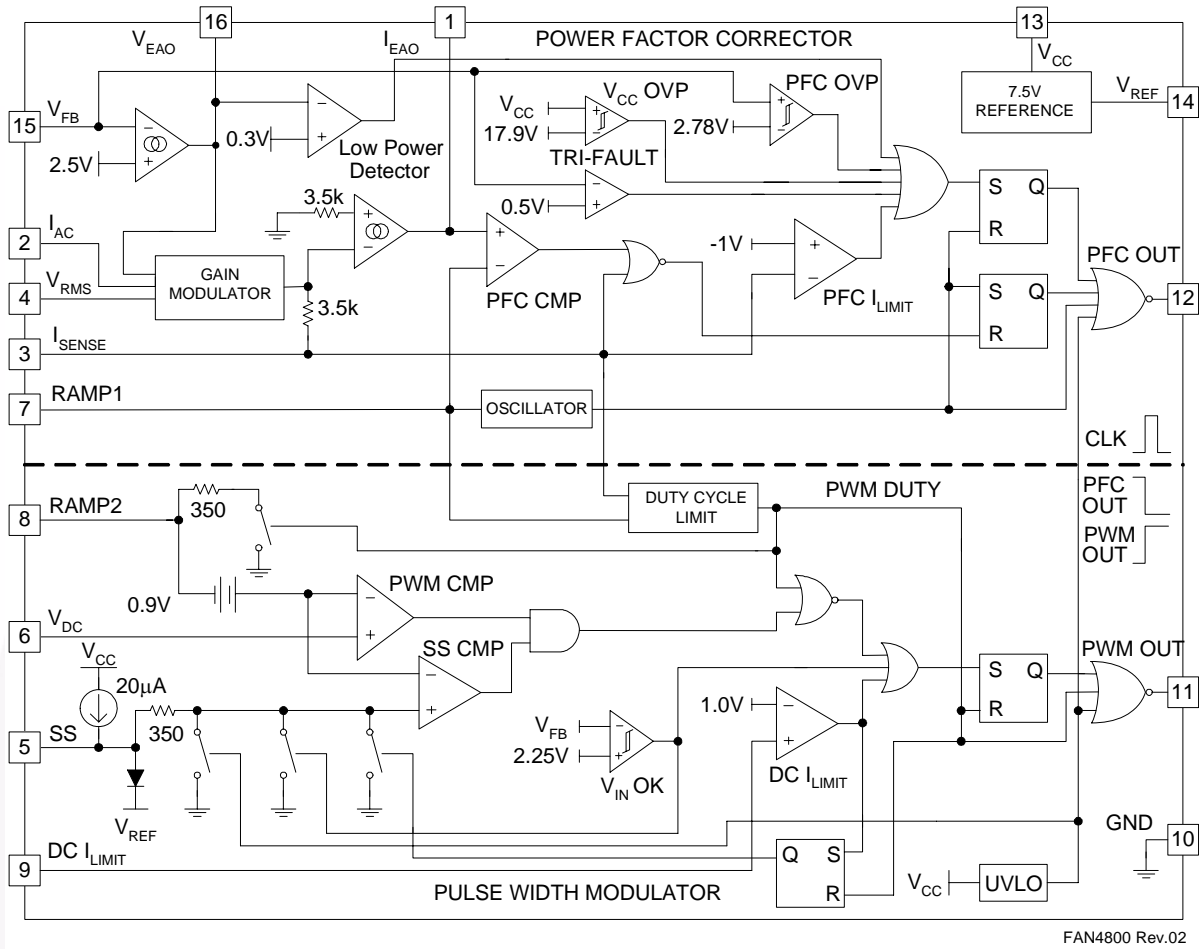 16
1
13
V_EAO
I_EAO
POWER FACTOR CORRECTOR
V_CC
7.5V
REFERENCE
V_REF
14
15
V_FB
2.5V
0.3V
Low Power
Detector
V_CC
17.9V
V_CC OVP
PFC OVP
2.78V
TRI-FAULT
0.5V
S
Q
R
3.5k
2
I_AC
4
V_RMS
GAIN
MODULATOR
3.5k
PFC CMP
-1V
PFC I_LIMIT
S
Q
R
PFC OUT
12
3
I_SENSE
7
RAMP1
OSCILLATOR
CLK
8
RAMP2
350
DUTY CYCLE
LIMIT
PWM DUTY
PFC
OUT
PWM
OUT
0.9V
PWM CMP
6
V_DC
SS CMP
V_CC
20μA
5
SS
350
V_REF
V_FB
2.25V
V_IN OK
1.0V
DC I_LIMIT
S
Q
R
PWM OUT
11
9
DC I_LIMIT
Q
S
R
V_CC
UVLO
GND
10
PULSE WIDTH MODULATOR
FAN4800 Rev.02